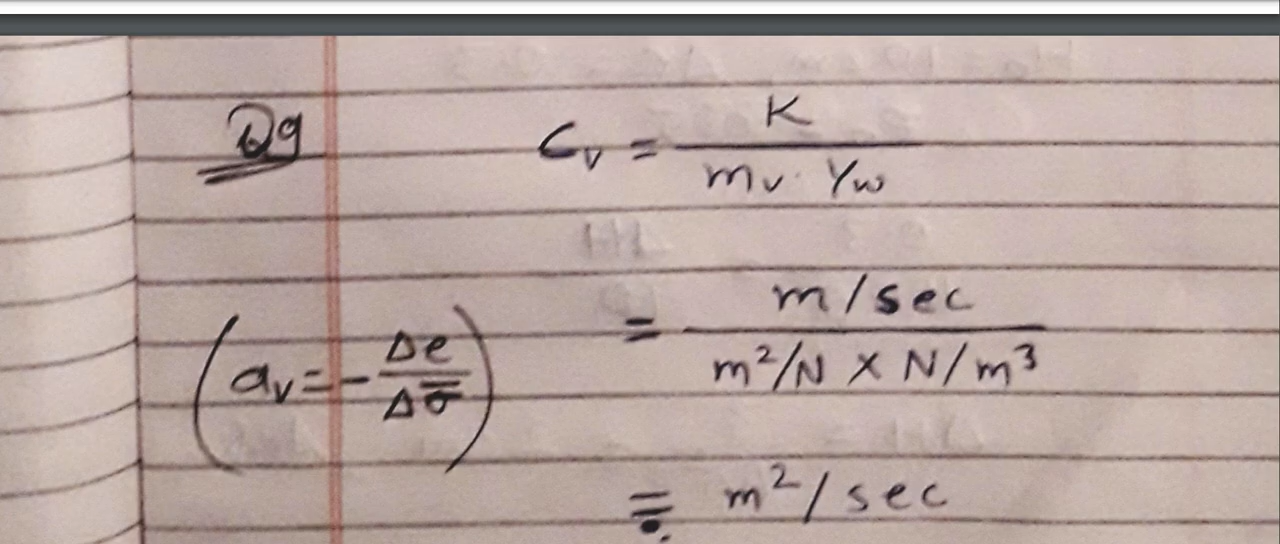 Q9
Cv = K / mv · γw
= m/sec / m²/N × N/m³
(av = - Δe / Δσ̄)
= m²/sec